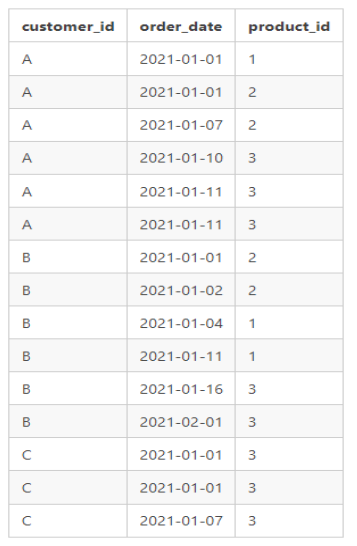 customer_id order_date product_id
A 2021-01-01 1
A 2021-01-01 2
A 2021-01-07 2
A 2021-01-10 3
A 2021-01-11 3
A 2021-01-11 3
B 2021-01-01 2
B 2021-01-02 2
B 2021-01-04 1
B 2021-01-11 1
B 2021-01-16 3
B 2021-02-01 3
C 2021-01-01 3
C 2021-01-01 3
C 2021-01-07 3